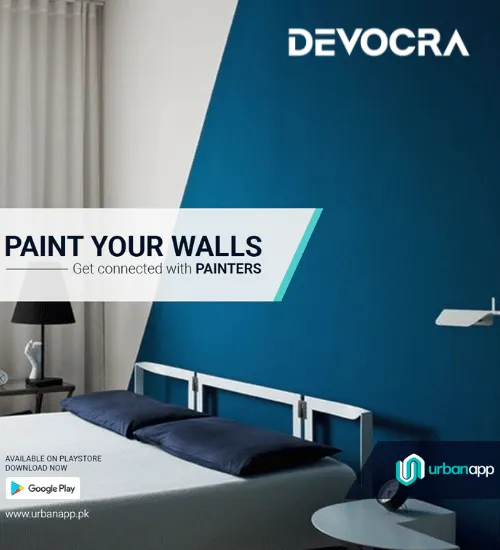 DEVOCRA
PAINT YOUR WALLS
Get connected with PAINTERS
AVAILABLE ON PLAYSTORE
DOWNLOAD NOW
Google Play
www.urbanapp.pk
urbanapp